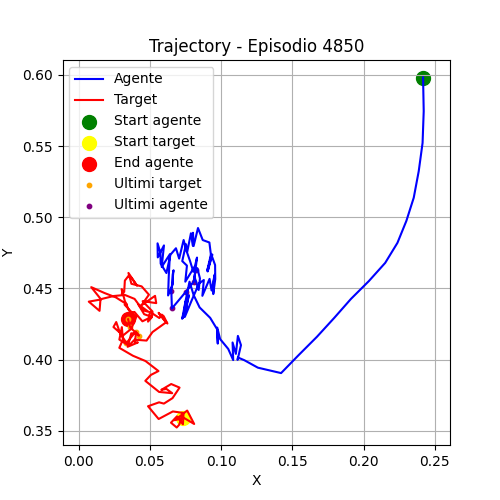 Trajectory - Episodio 4850
Agente
Target
Start agente
Start target
End agente
Ultimi target
Ultimi agente
Y
0.60
0.55
0.50
0.45
0.40
0.35
0.00
0.05
0.10
0.15
0.20
0.25
X